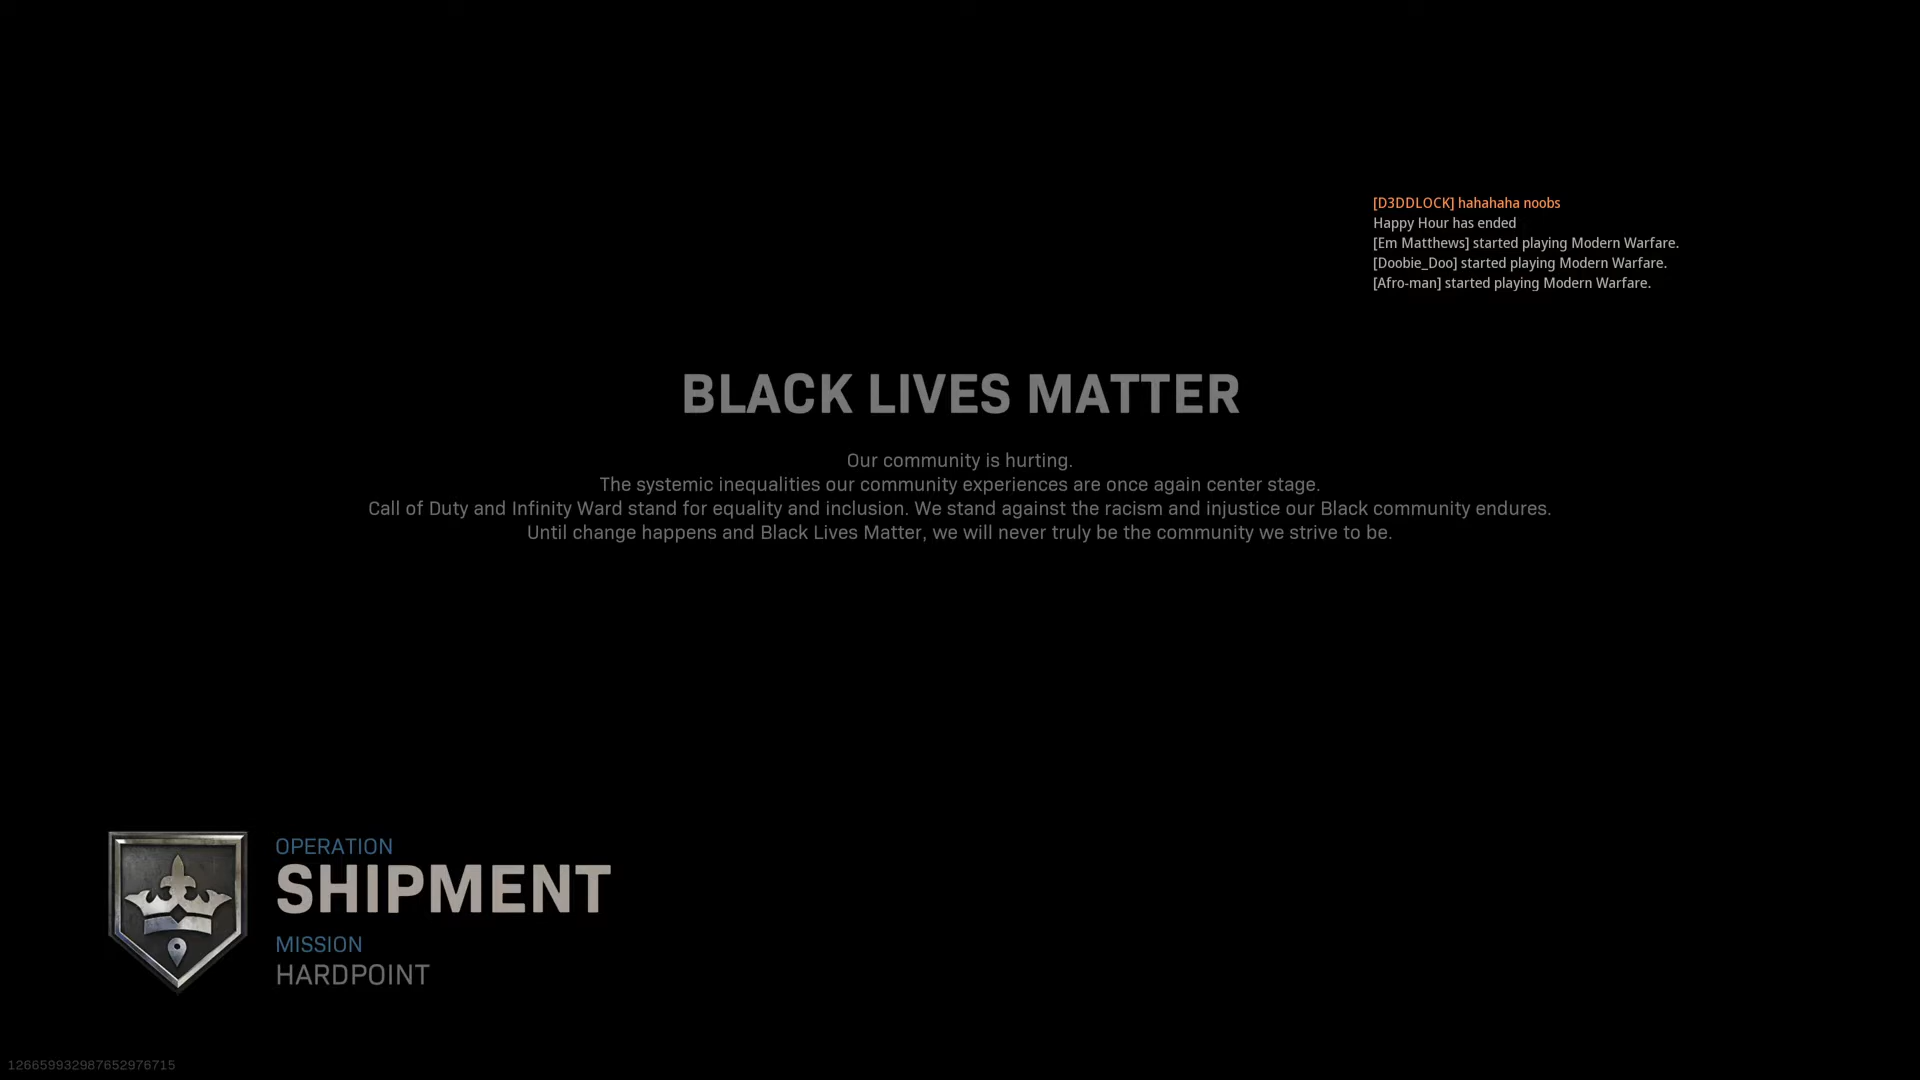 [D3DDLOCK] hahahaha noobs
Happy Hour has ended
[Em Matthews] started playing Modern Warfare.
[Doobie_Doo] started playing Modern Warfare.
[Afro-man] started playing Modern Warfare.
BLACK LIVES MATTER
Our community is hurting.
The systemic inequalities our community experiences are once again center stage.
Call of Duty and Infinity Ward stand for equality and inclusion. We stand against the racism and injustice our Black community endures.
Until change happens and Black Lives Matter, we will never truly be the community we strive to be.
OPERATION
SHIPMENT
MISSION
HARDPOINT
126659932987652976715